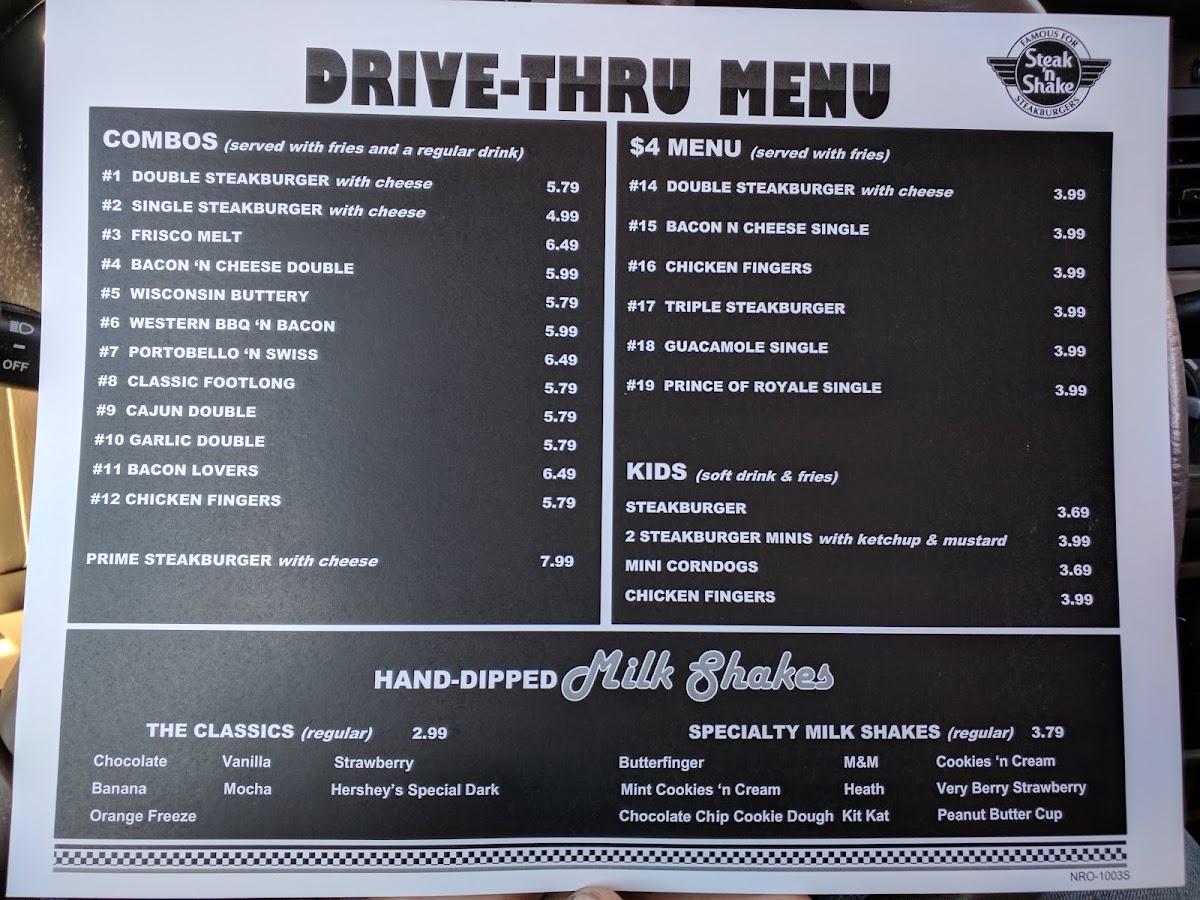 DRIVE-THRU MENU
FAMOUS FOR
Steak
'n
Shake
STEAKBURGERS
COMBOS (served with fries and a regular drink)
#1 DOUBLE STEAKBURGER with cheese 5.79
#2 SINGLE STEAKBURGER with cheese 4.99
#3 FRISCO MELT 6.49
#4 BACON ‘N CHEESE DOUBLE 5.99
#5 WISCONSIN BUTTERY 5.79
#6 WESTERN BBQ ‘N BACON 5.99
#7 PORTOBELLO ‘N SWISS 6.49
#8 CLASSIC FOOTLONG 5.79
#9 CAJUN DOUBLE 5.79
#10 GARLIC DOUBLE 5.79
#11 BACON LOVERS 6.49
#12 CHICKEN FINGERS 5.79
PRIME STEAKBURGER with cheese 7.99
$4 MENU (served with fries)
#14 DOUBLE STEAKBURGER with cheese 3.99
#15 BACON N CHEESE SINGLE 3.99
#16 CHICKEN FINGERS 3.99
#17 TRIPLE STEAKBURGER 3.99
#18 GUACAMOLE SINGLE 3.99
#19 PRINCE OF ROYALE SINGLE 3.99
KIDS (soft drink & fries)
STEAKBURGER 3.69
2 STEAKBURGER MINIS with ketchup & mustard 3.99
MINI CORNDOGS 3.69
CHICKEN FINGERS 3.99
HAND-DIPPED Milk Shakes
THE CLASSICS (regular) 2.99
Chocolate Vanilla Strawberry
Banana Mocha Hershey’s Special Dark
Orange Freeze
SPECIALTY MILK SHAKES (regular) 3.79
Butterfinger M&M Cookies ‘n Cream
Mint Cookies ‘n Cream Heath Very Berry Strawberry
Chocolate Chip Cookie Dough Kit Kat Peanut Butter Cup
NRO-1003S
OFF